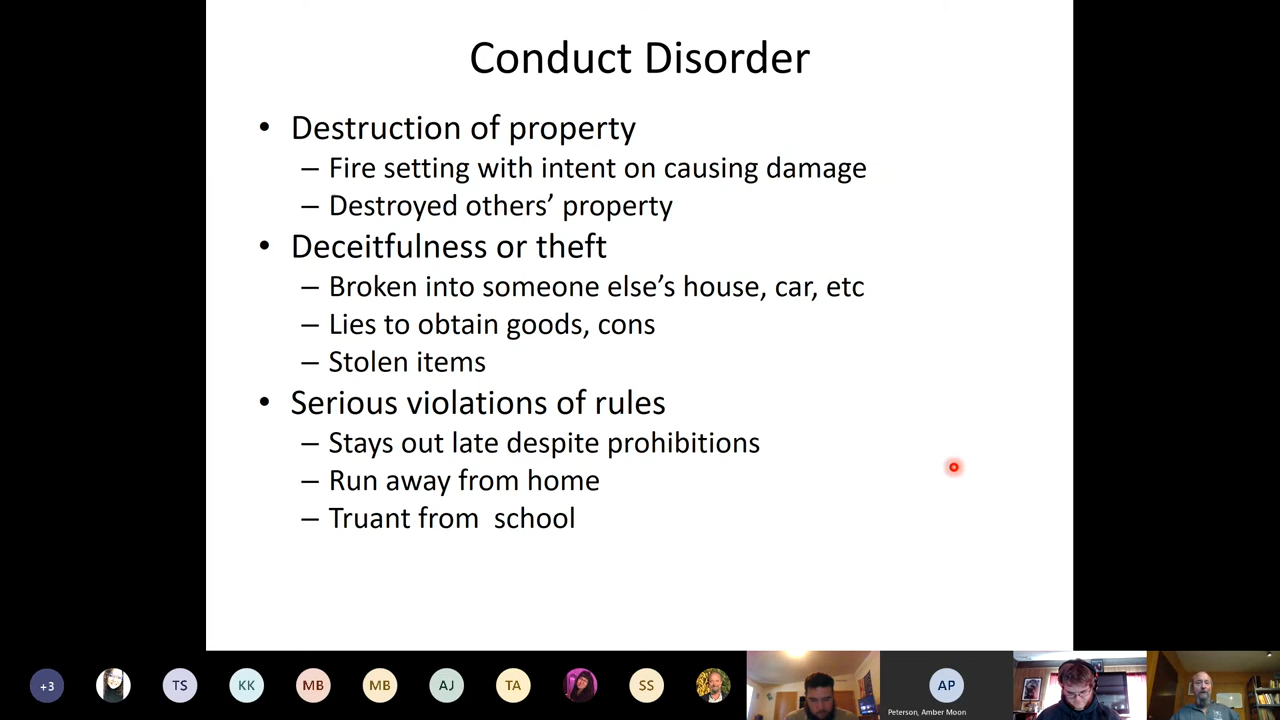 Conduct Disorder
• Destruction of property
– Fire setting with intent on causing damage
– Destroyed others’ property
• Deceitfulness or theft
– Broken into someone else’s house, car, etc
– Lies to obtain goods, cons
– Stolen items
• Serious violations of rules
– Stays out late despite prohibitions
– Run away from home
– Truant from  school
+3
TS
KK
MB
MB
AJ
TA
SS
AP
Peterson, Amber Moon